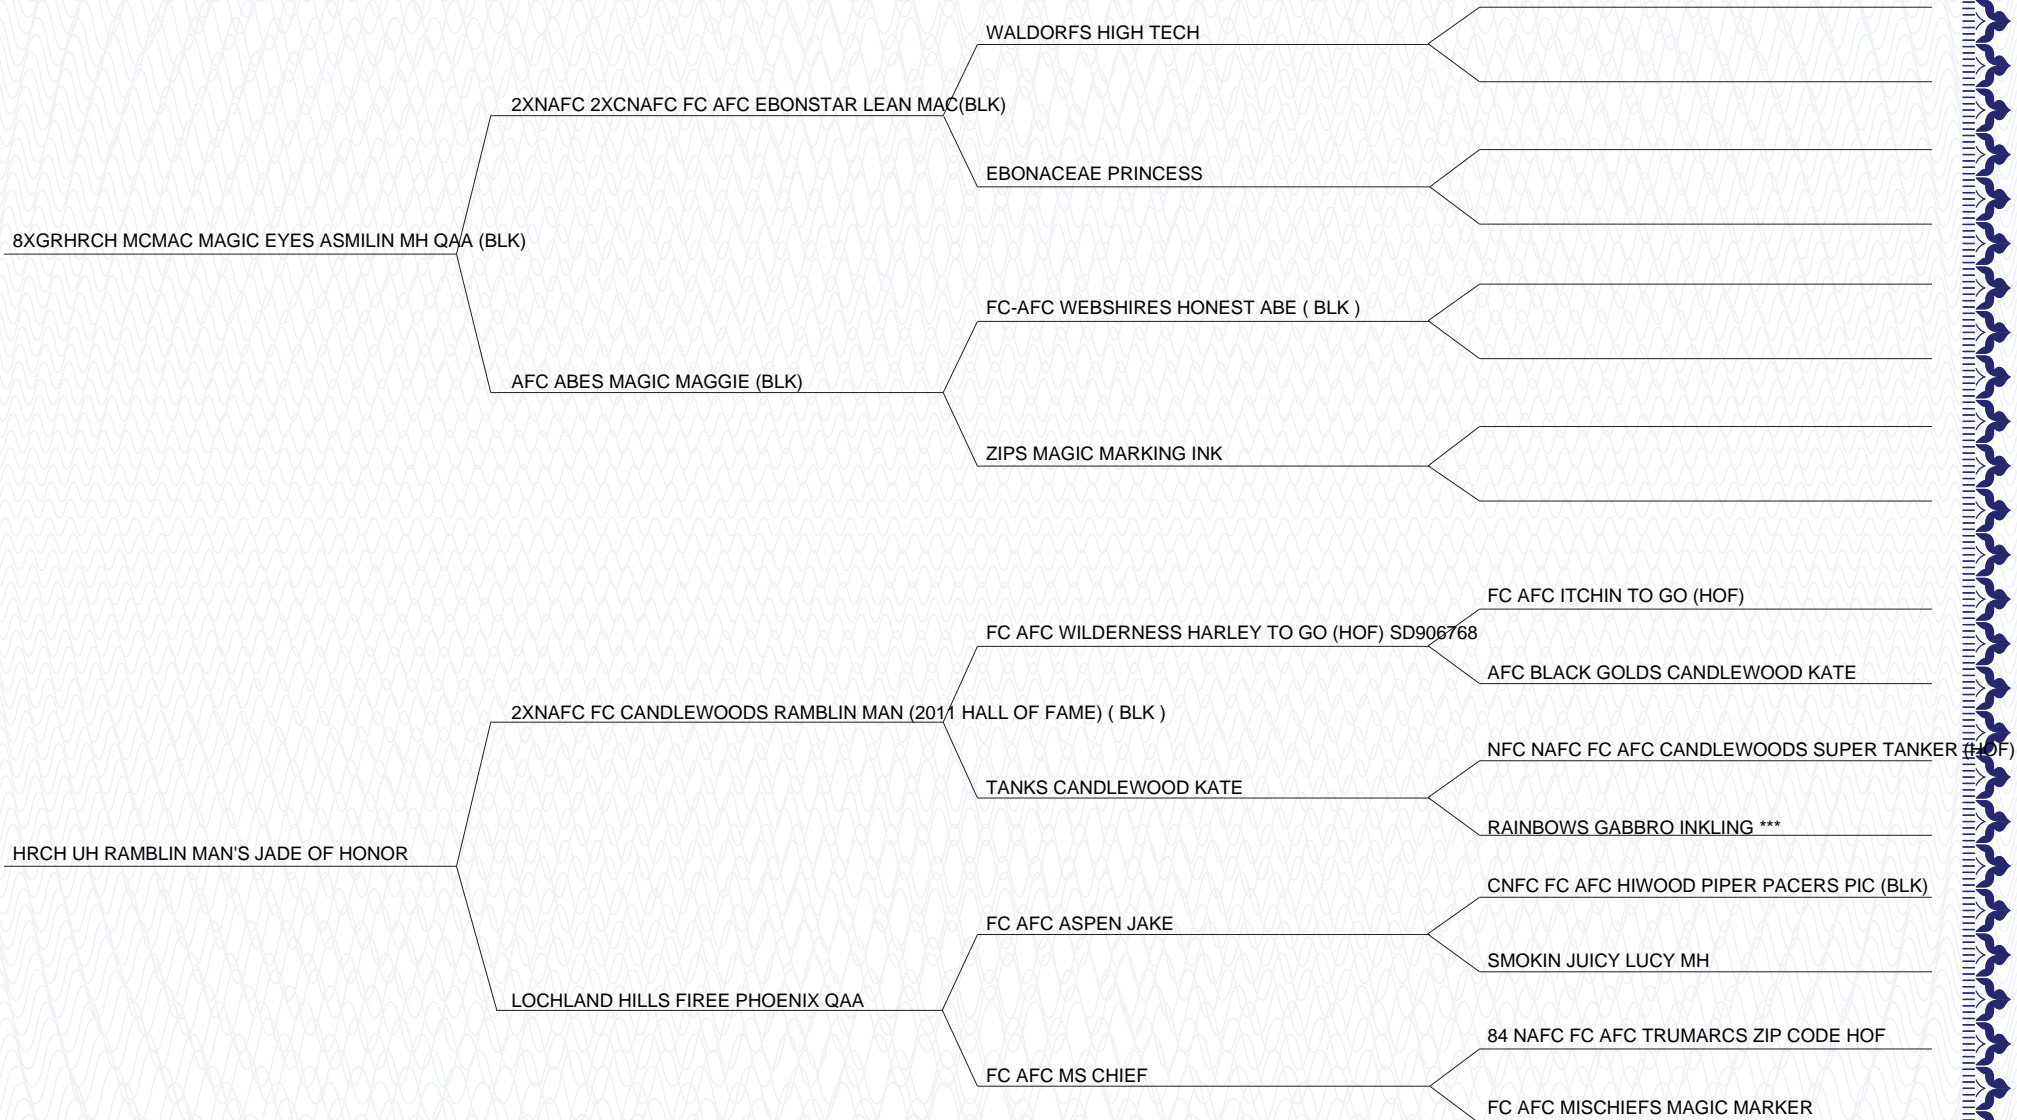 WALDORFS HIGH TECH
2XNAFC 2XCNAFC FC AFC EBONSTAR LEAN MAC(BLK)
EBONACEAE PRINCESS
8XGRHRCH MCMAC MAGIC EYES ASMILIN MH QAA (BLK)
FC-AFC WEBSHIRES HONEST ABE ( BLK )
AFC ABES MAGIC MAGGIE (BLK)
ZIPS MAGIC MARKING INK
FC AFC ITCHIN TO GO (HOF)
FC AFC WILDERNESS HARLEY TO GO (HOF) SD906768
AFC BLACK GOLDS CANDLEWOOD KATE
2XNAFC FC CANDLEWOODS RAMBLIN MAN (2011 HALL OF FAME) ( BLK )
NFC NAFC FC AFC CANDLEWOODS SUPER TANKER (HOF)
TANKS CANDLEWOOD KATE
RAINBOWS GABBRO INKLING ***
HRCH UH RAMBLIN MAN'S JADE OF HONOR
CNFC FC AFC HIWOOD PIPER PACERS PIC (BLK)
FC AFC ASPEN JAKE
SMOKIN JUICY LUCY MH
LOCHLAND HILLS FIREE PHOENIX QAA
84 NAFC FC AFC TRUMARCS ZIP CODE HOF
FC AFC MS CHIEF
FC AFC MISCHIEFS MAGIC MARKER